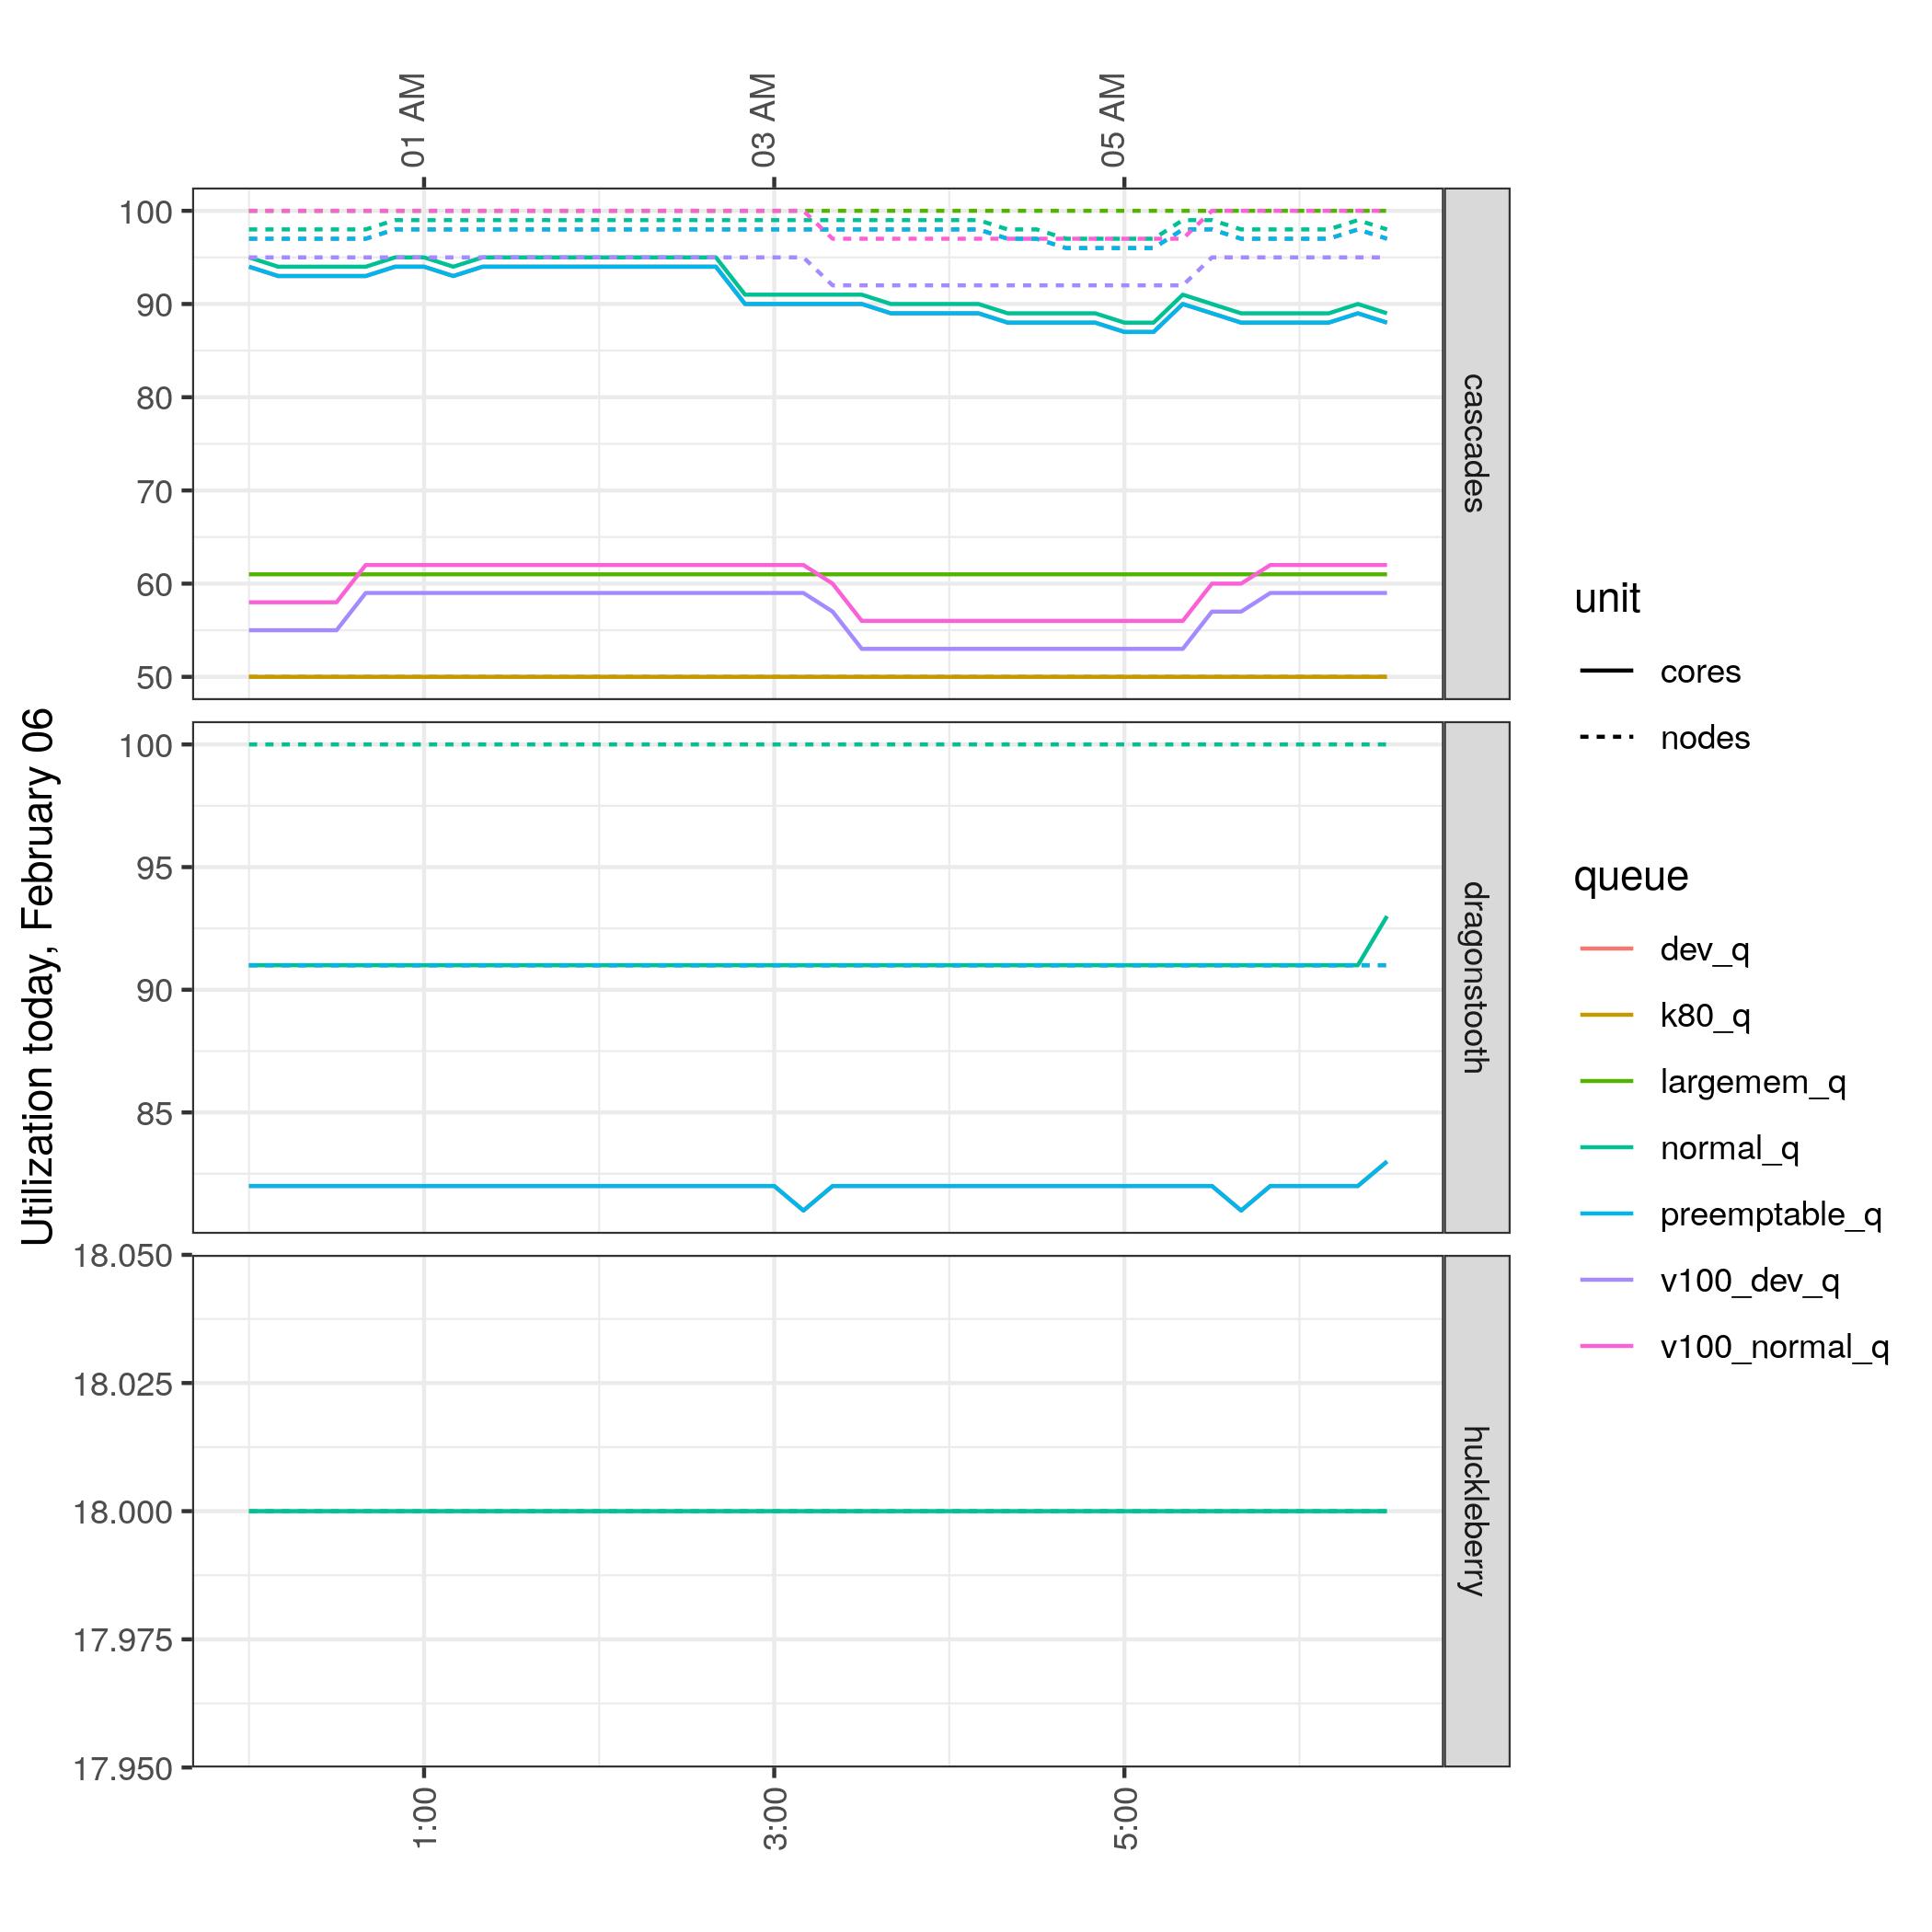 01 AM
03 AM
05 AM
100
90
80
70
60
50
cascades
100
95
90
85
dragonstooth
18.050
18.025
18.000
17.975
17.950
huckleberry
1:00
3:00
5:00
Utilization today, February 06
unit
cores
nodes
queue
dev_q
k80_q
largemem_q
normal_q
preemptable_q
v100_dev_q
v100_normal_q